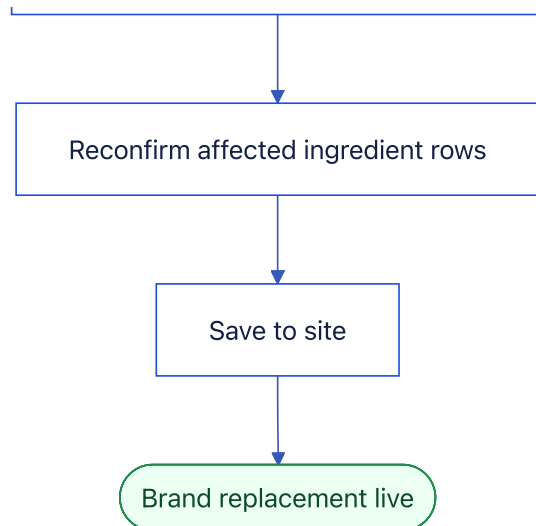 Reconfirm affected ingredient rows
Save to site
Brand replacement live